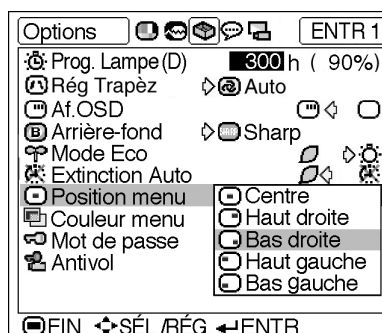 Options ENTR 1
Prog. Lampe (D) 300 h ( 90%)
Rég Trapèz Auto
Af.OSD
B Arrière-fond Sharp
Mode Eco
Extinction Auto
Position menu Centre
Couleur menu Haut droite
Mot de passe Bas droite
Antivol Haut gauche
Bas gauche
FIN SÉL /RÉG ENTR